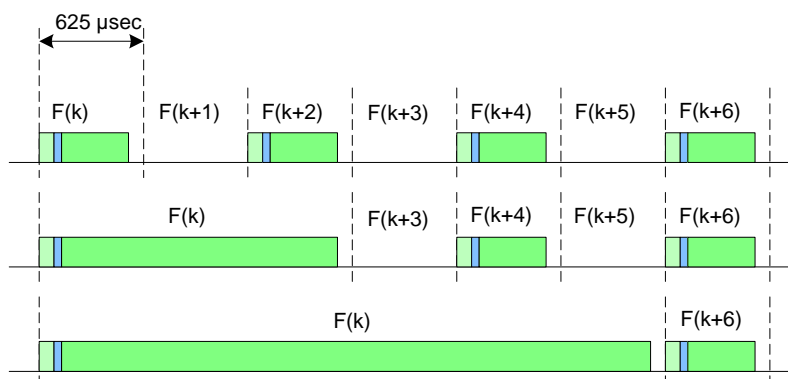 625 μsec
F(k) F(k+1) F(k+2) F(k+3) F(k+4) F(k+5) F(k+6)
F(k) F(k+3) F(k+4) F(k+5) F(k+6)
F(k) F(k+6)